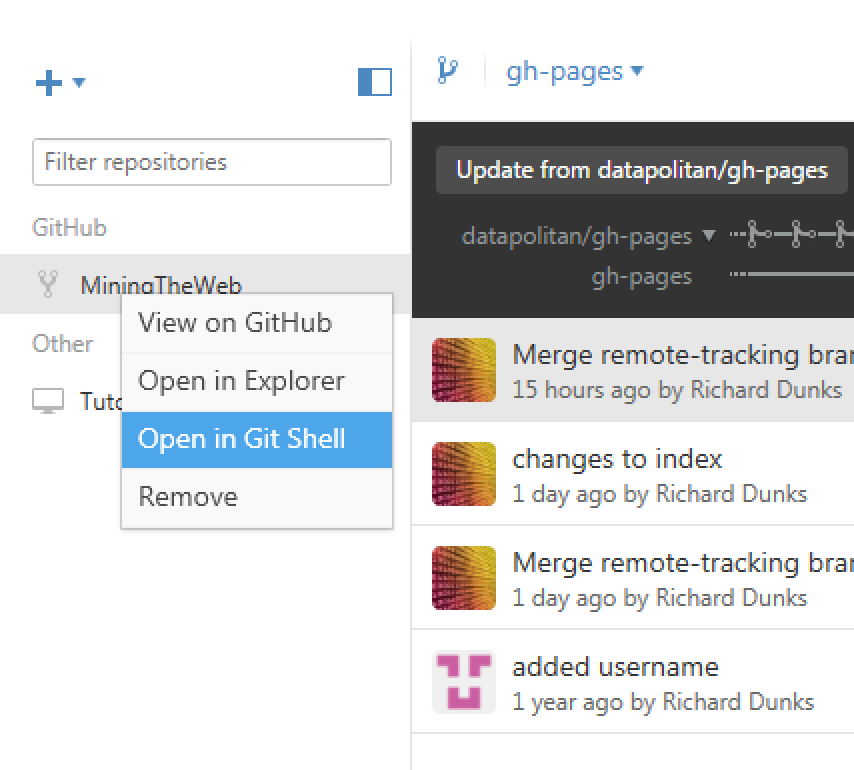 gh-pages
Filter repositories
GitHub
MiningTheWeb
View on GitHub
Open in Explorer
Open in Git Shell
Remove
Other
Update from datapolitan/gh-pages
datapolitan/gh-pages
gh-pages
Merge remote-tracking
15 hours ago by Richard Dunks
changes to index
1 day ago by Richard Dunks
Merge remote-tracking
1 day ago by Richard Dunks
added username
1 year ago by Richard Dunks